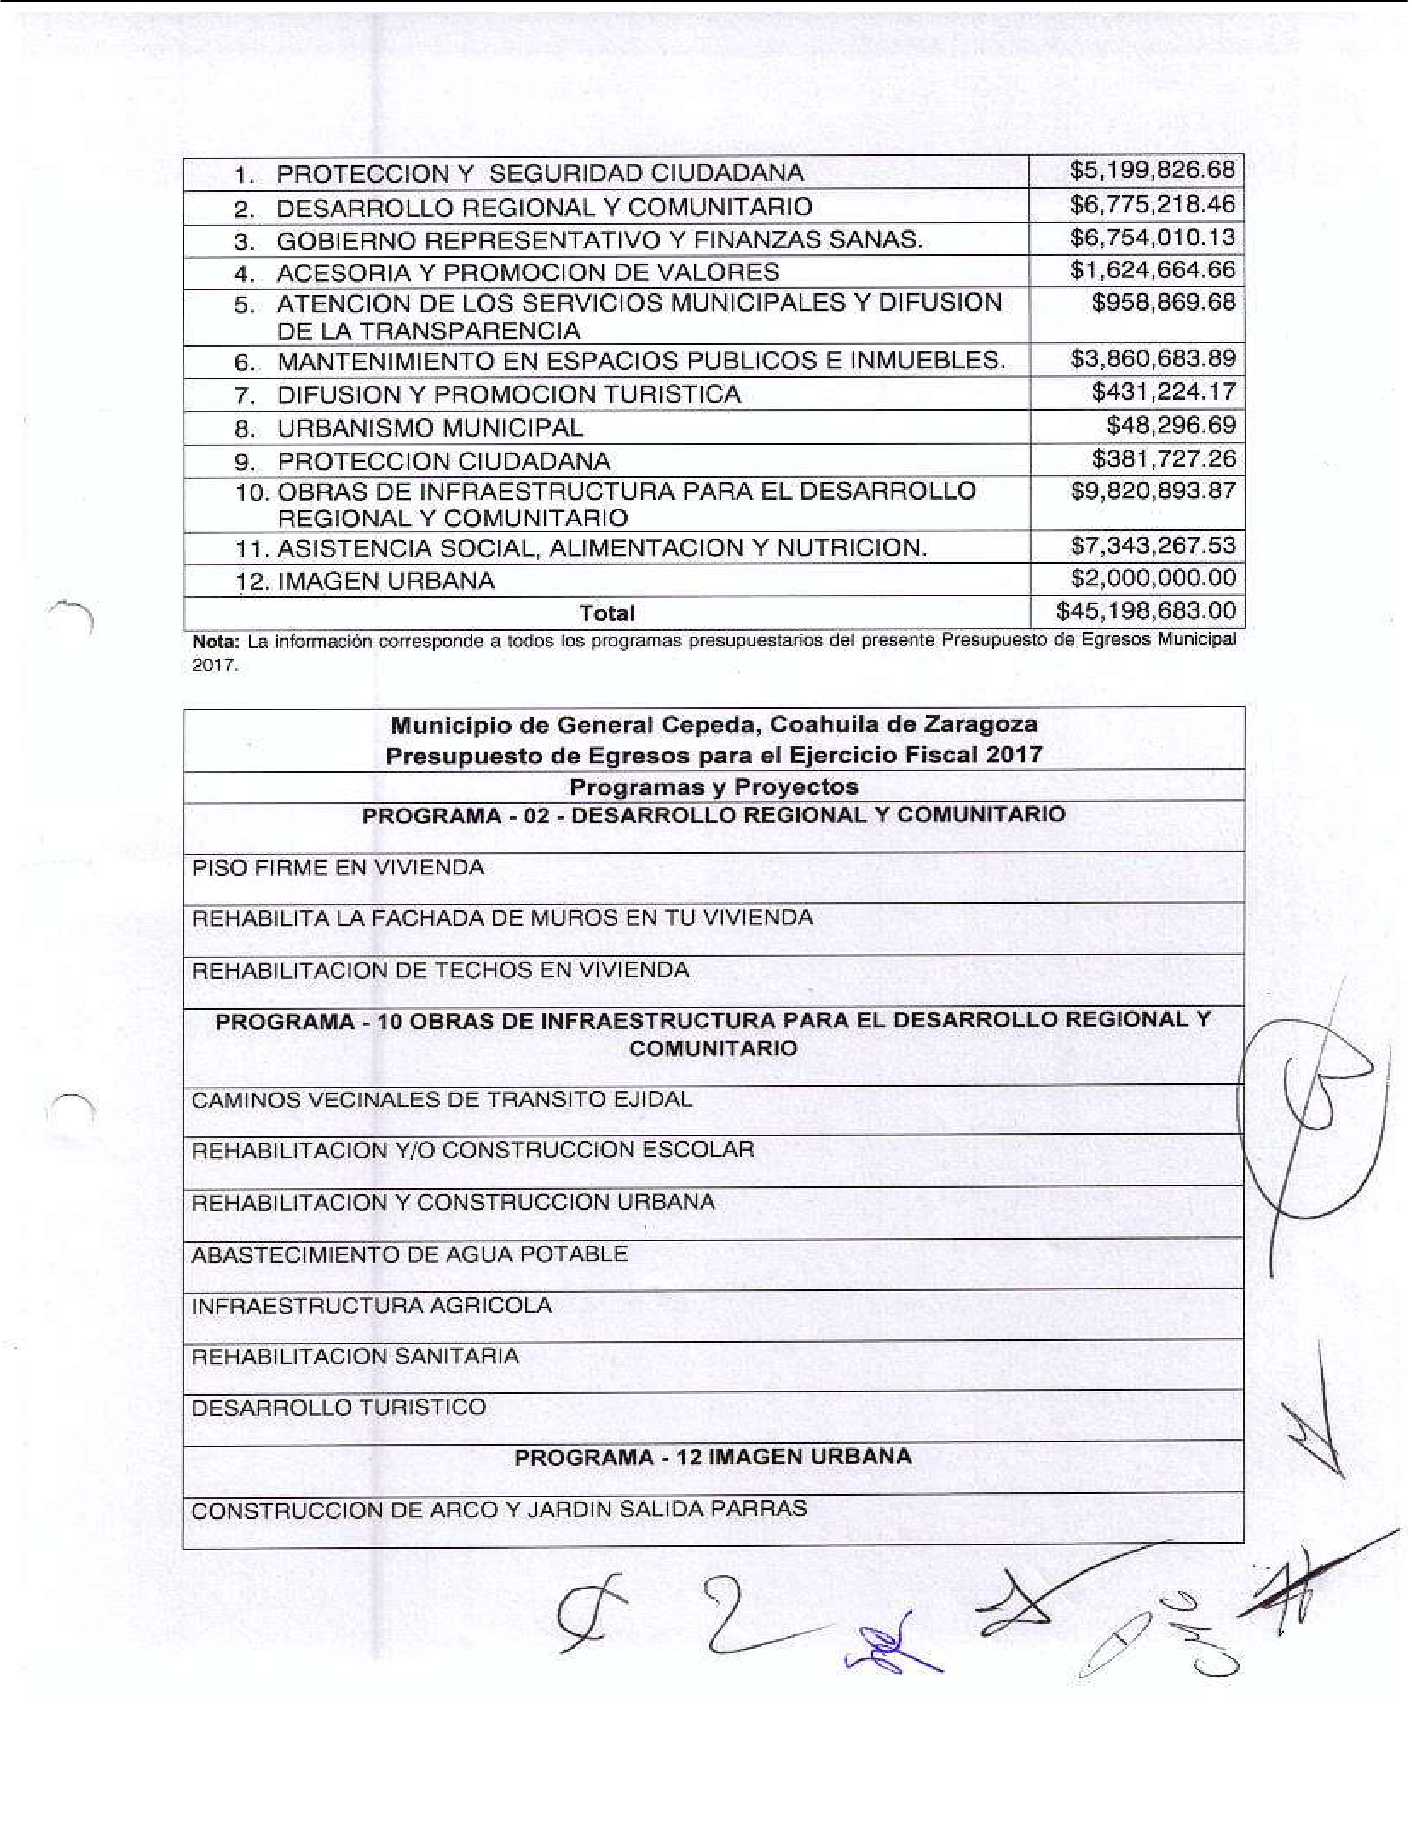 1. PROTECCION Y SEGURIDAD CIUDADANA $5,199,826.68
2. DESARROLLO REGIONAL Y COMUNITARIO $6,775,218.46
3. GOBIERNO REPRESENTATIVO Y FINANZAS SANAS. $6,754,010.13
4. ACESORIA Y PROMOCION DE VALORES $1,624,664.66
5. ATENCION DE LOS SERVICIOS MUNICIPALES Y DIFUSION $958,869.68
DE LA TRANSPARENCIA
6. MANTENIMIENTO EN ESPACIOS PUBLICOS E INMUEBLES. $3,860,683.89
7. DIFUSION Y PROMOCION TURISTICA $431,224.17
8. URBANISMO MUNICIPAL $48,296.69
9. PROTECCION CIUDADANA $381,727.26
10. OBRAS DE INFRAESTRUCTURA PARA EL DESARROLLO $9,820,893.87
REGIONAL Y COMUNITARIO
11. ASISTENCIA SOCIAL, ALIMENTACION Y NUTRICION. $7,343,267.53
12. IMAGEN URBANA $2,000,000.00
Total $45,198,683.00
Nota: La información corresponde a todos los programas presupuestarios del presente Presupuesto de Egresos Municipal
2017.
Municipio de General Cepeda, Coahuila de Zaragoza
Presupuesto de Egresos para el Ejercicio Fiscal 2017
Programas y Proyectos
PROGRAMA - 02 - DESARROLLO REGIONAL Y COMUNITARIO
PISO FIRME EN VIVIENDA
REHABILITA LA FACHADA DE MUROS EN TU VIVIENDA
REHABILITACION DE TECHOS EN VIVIENDA
PROGRAMA - 10 OBRAS DE INFRAESTRUCTURA PARA EL DESARROLLO REGIONAL Y
COMUNITARIO
CAMINOS VECINALES DE TRANSITO EJIDAL
REHABILITACION Y/O CONSTRUCCION ESCOLAR
REHABILITACION Y CONSTRUCCION URBANA
ABASTECIMIENTO DE AGUA POTABLE
INFRAESTRUCTURA AGRICOLA
REHABILITACION SANITARIA
DESARROLLO TURISTICO
PROGRAMA - 12 IMAGEN URBANA
CONSTRUCCION DE ARCO Y JARDIN SALIDA PARRAS